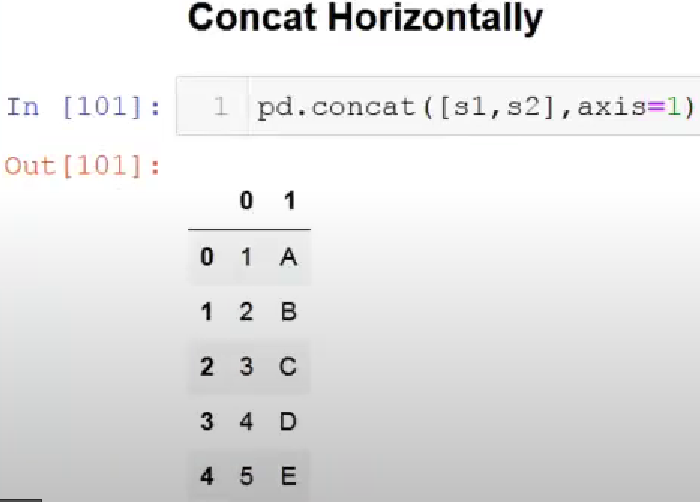 Concat Horizontally
In [101]: 1 pd.concat([s1,s2],axis=1)
Out[101]:
0 1
0 1 A
1 2 B
2 3 C
3 4 D
4 5 E